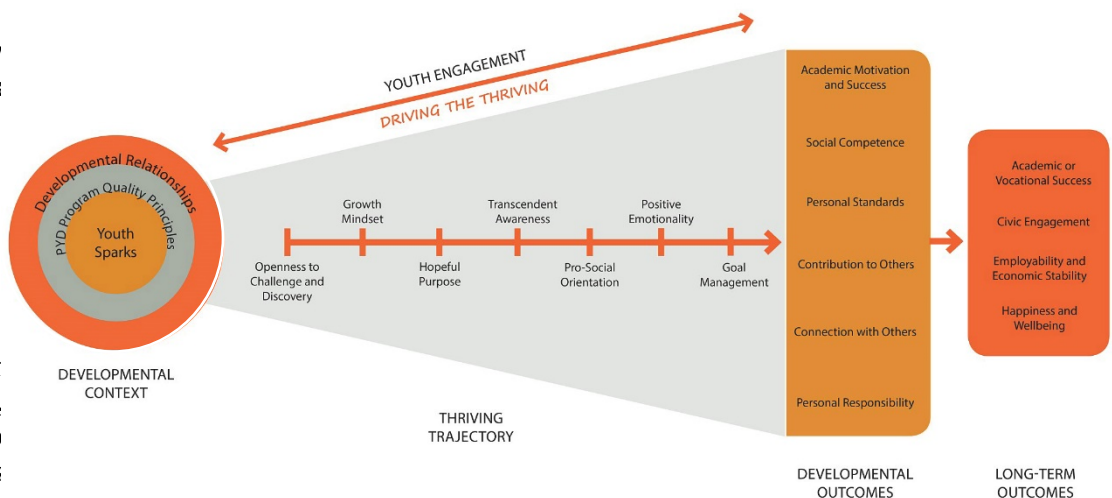 YOUTH ENGAGEMENT
DRIVING THE THRIVING
Developmental Relationships
PYD Program Quality Principles
Youth
Sparks
DEVELOPMENTAL
CONTEXT
Growth
Mindset
Transcendent
Awareness
Positive
Emotionality
Openness to
Challenge and
Discovery
Hopeful
Purpose
Pro-Social
Orientation
Goal
Management
THRIVING
TRAJECTORY
Academic Motivation
and Success
Social Competence
Personal Standards
Contribution to Others
Connection with Others
Personal Responsibility
DEVELOPMENTAL
OUTCOMES
Academic or
Vocational Success
Civic Engagement
Employability and
Economic Stability
Happiness and
Wellbeing
LONG-TERM
OUTCOMES